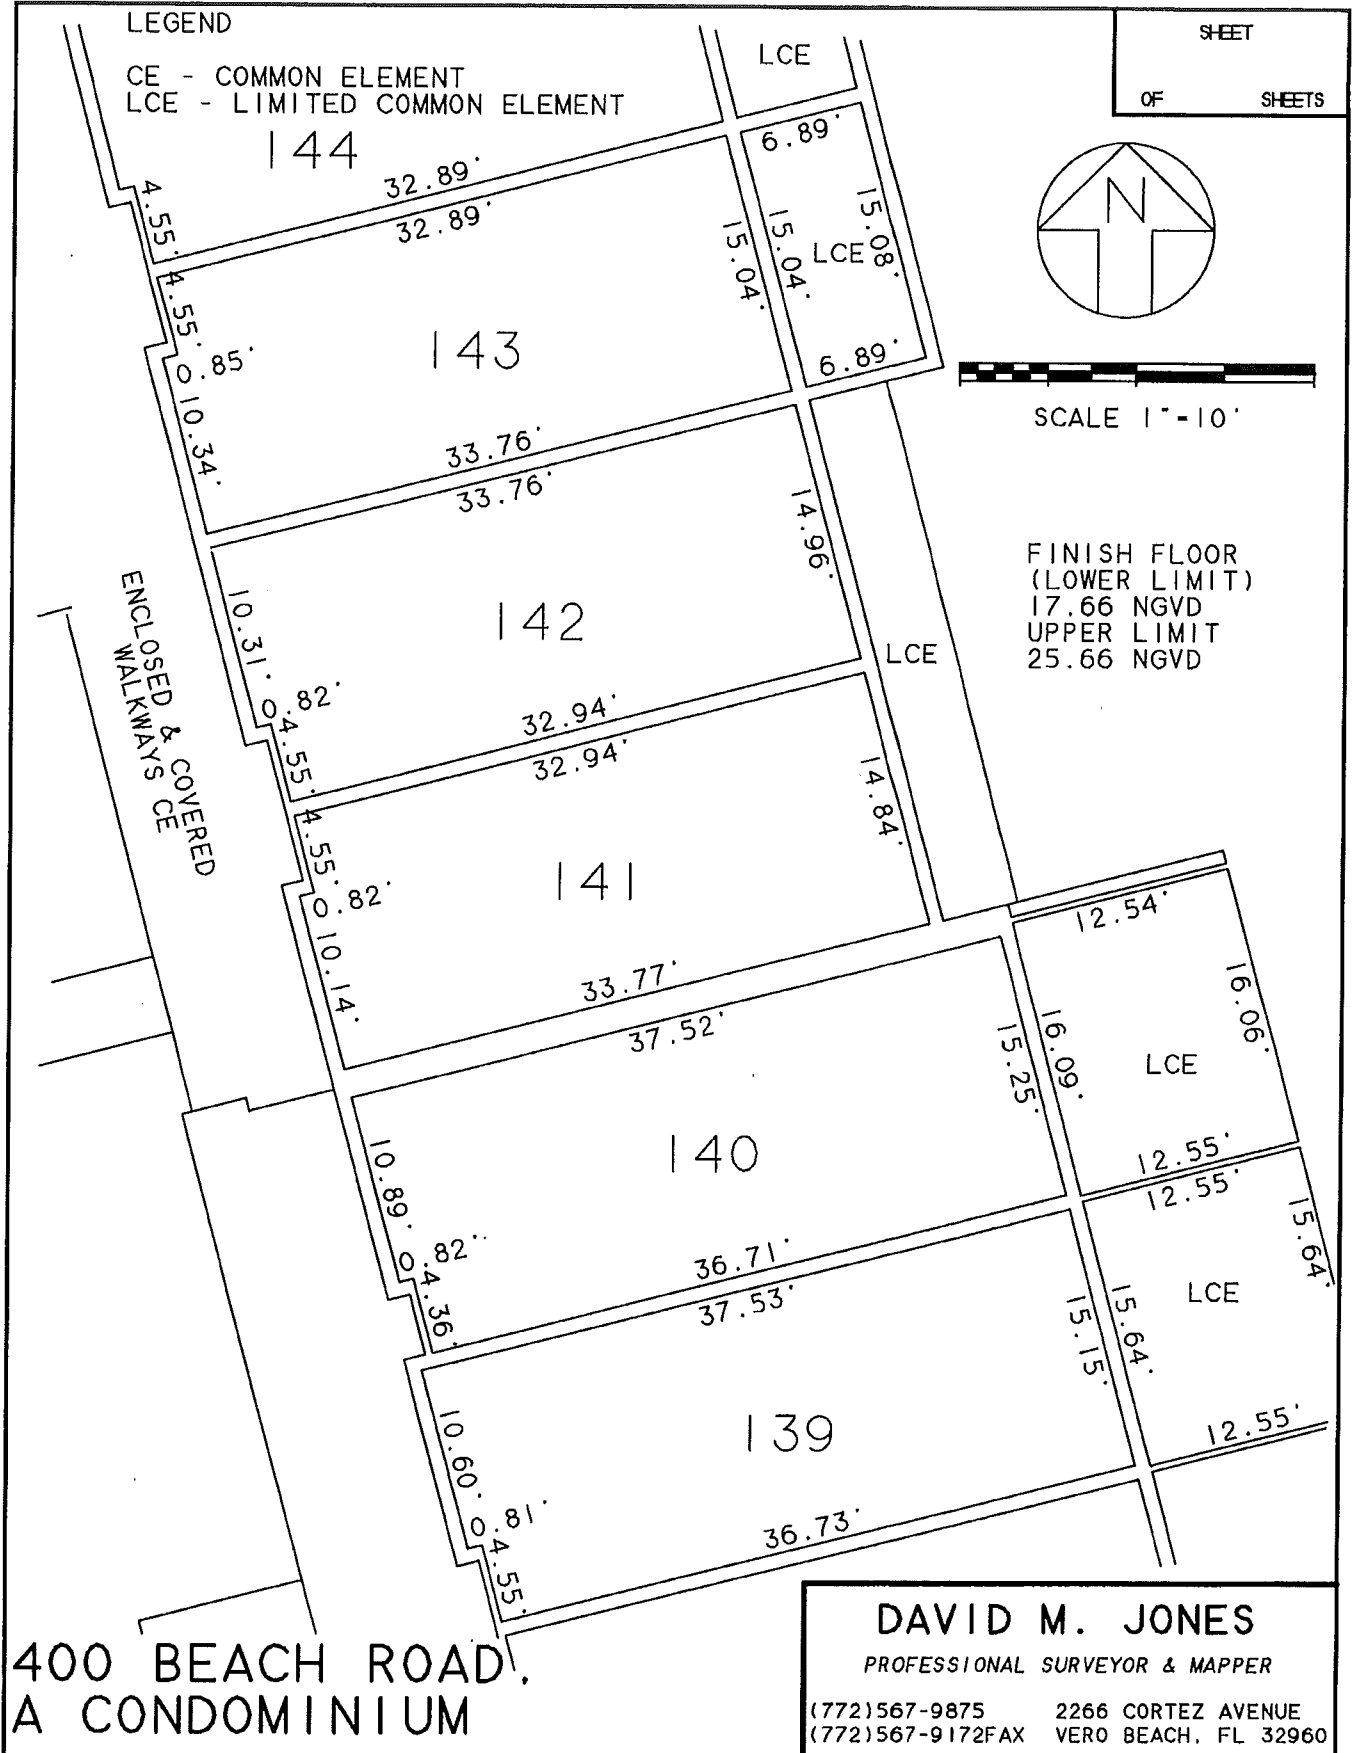 LEGEND
CE - COMMON ELEMENT
LCE - LIMITED COMMON ELEMENT
SHEET
OF SHEETS
LCE
144
32.89'
4.55'
6.89'
N
32.89'
15.04'
15.04'
LCE
15.08'
4.55'
0.85'
143
6.89'
10.34'
33.76'
SCALE 1"-10'
33.76'
14.96'
FINISH FLOOR
(LOWER LIMIT)
17.66 NGVD
UPPER LIMIT
25.66 NGVD
ENCLOSED & COVERED
WALKWAYS CE
10.31'
142
LCE
0.82'
4.55'
32.94'
32.94'
14.84'
4.55'
0.82'
141
10.14'
33.77'
12.54'
16.06'
37.52'
15.25'
16.09'
LCE
140
10.89'
12.55'
0.82'
4.36'
36.71'
12.55'
15.64'
37.53'
15.15'
15.64'
LCE
10.60'
139
12.55'
0.81'
4.55'
36.73'
400 BEACH ROAD,
A CONDOMINIUM
DAVID M. JONES
PROFESSIONAL SURVEYOR & MAPPER
(772)567-9875 2266 CORTEZ AVENUE
(772)567-9172FAX VERO BEACH, FL 32960